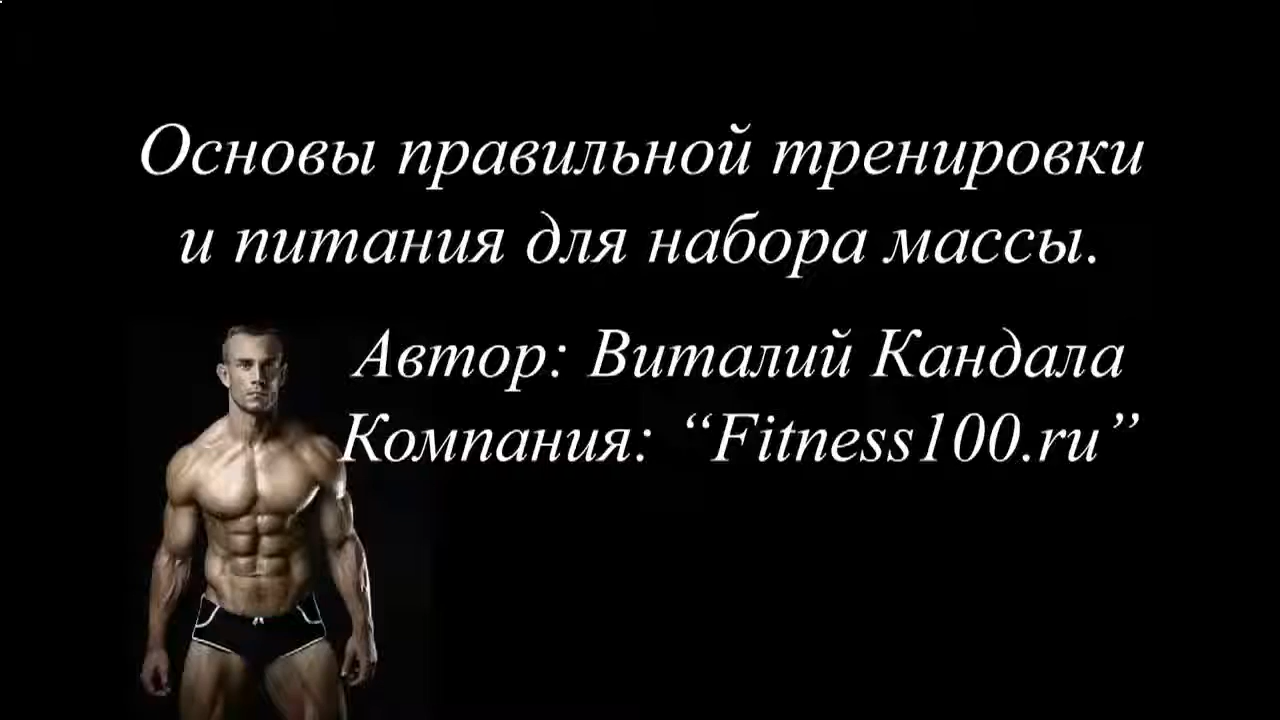 Основы правильной тренировки
и питания для набора массы.
Автор: Виталий Кандала
Компания: “Fitness100.ru”